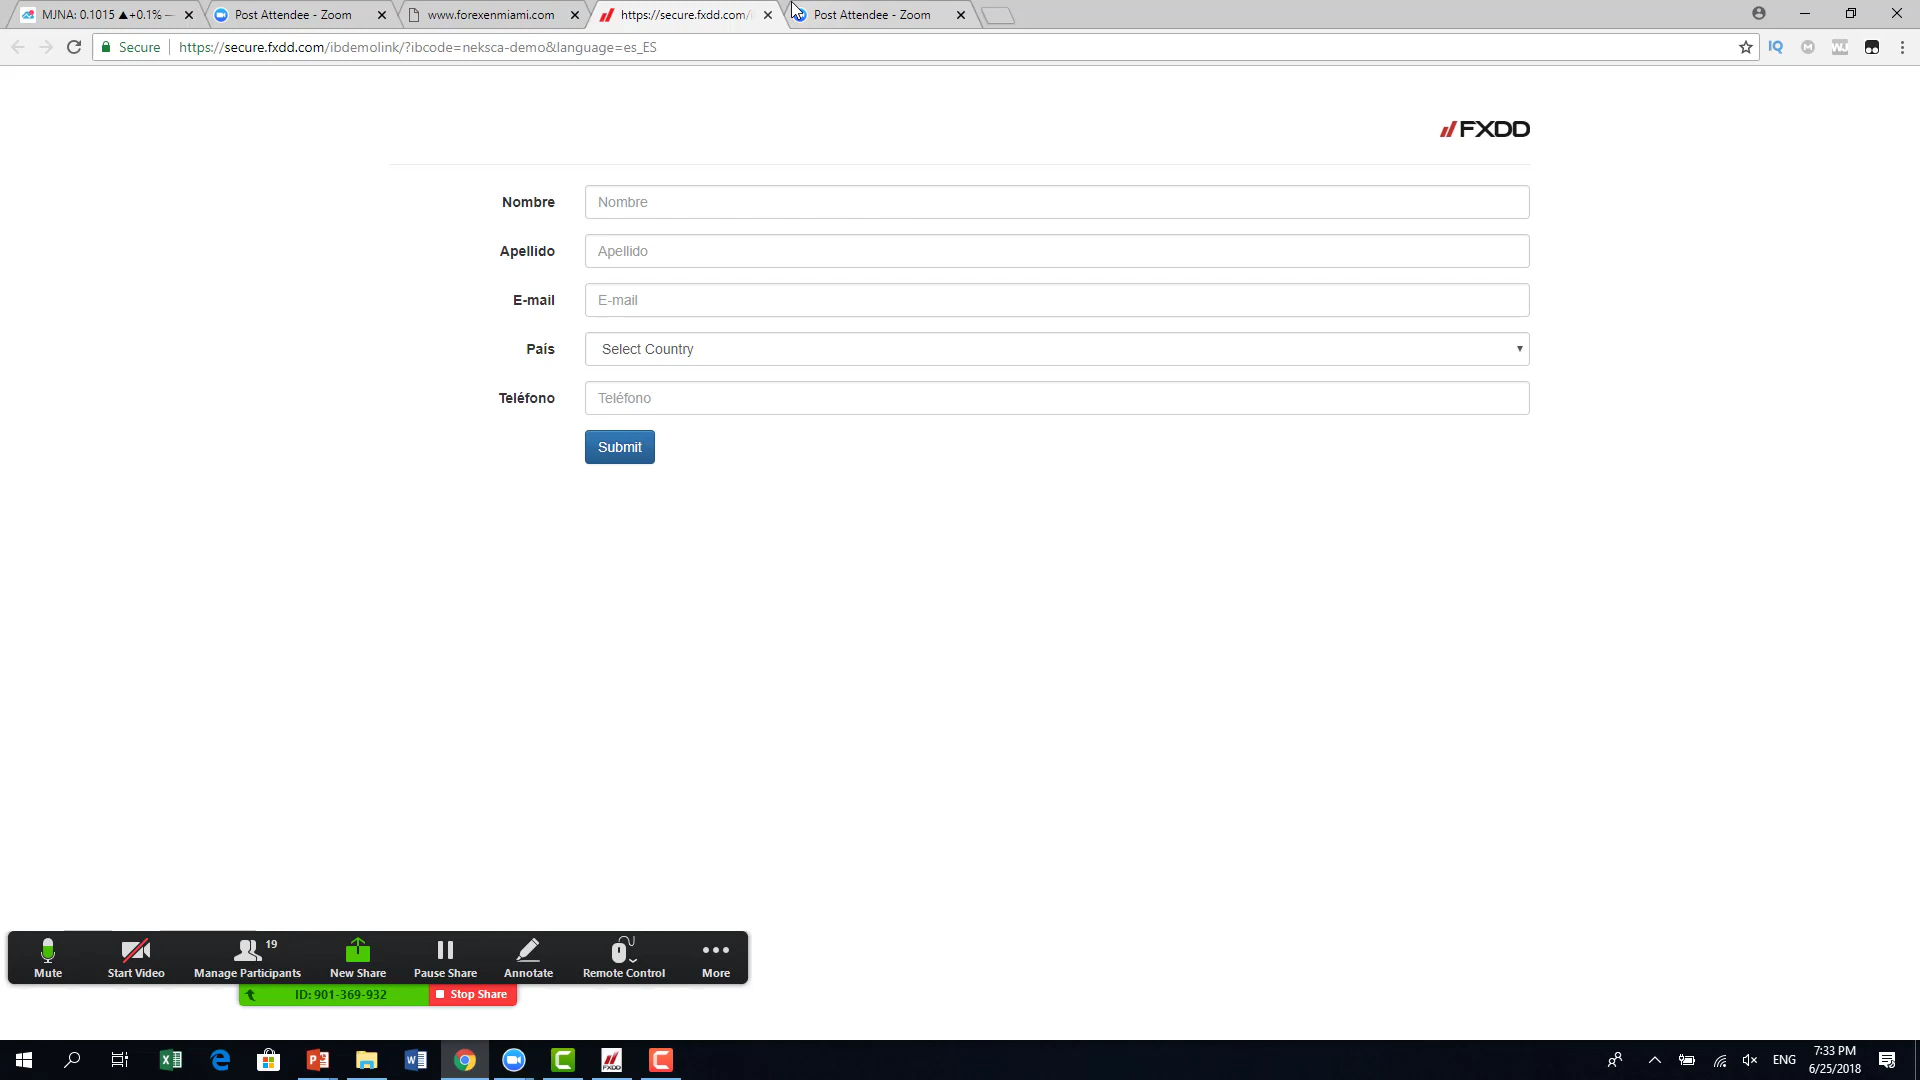 MJNA: 0.1015 ▲+0.1% —
Post Attendee - Zoom
www.forexenmiami.com
https://secure.fxdd.com/i
Post Attendee - Zoom
Secure
https://secure.fxdd.com/ibdemolink/?ibcode=neksca-demo&language=es_ES
IQ
M
WJ
FXDD
Nombre
Nombre
Apellido
Apellido
E-mail
E-mail
País
Select Country
Teléfono
Teléfono
Submit
19
Mute
Start Video
Manage Participants
New Share
Pause Share
Annotate
Remote Control
More
ID: 901-369-932
Stop Share
FXDD
ENG
7:33 PM
6/25/2018